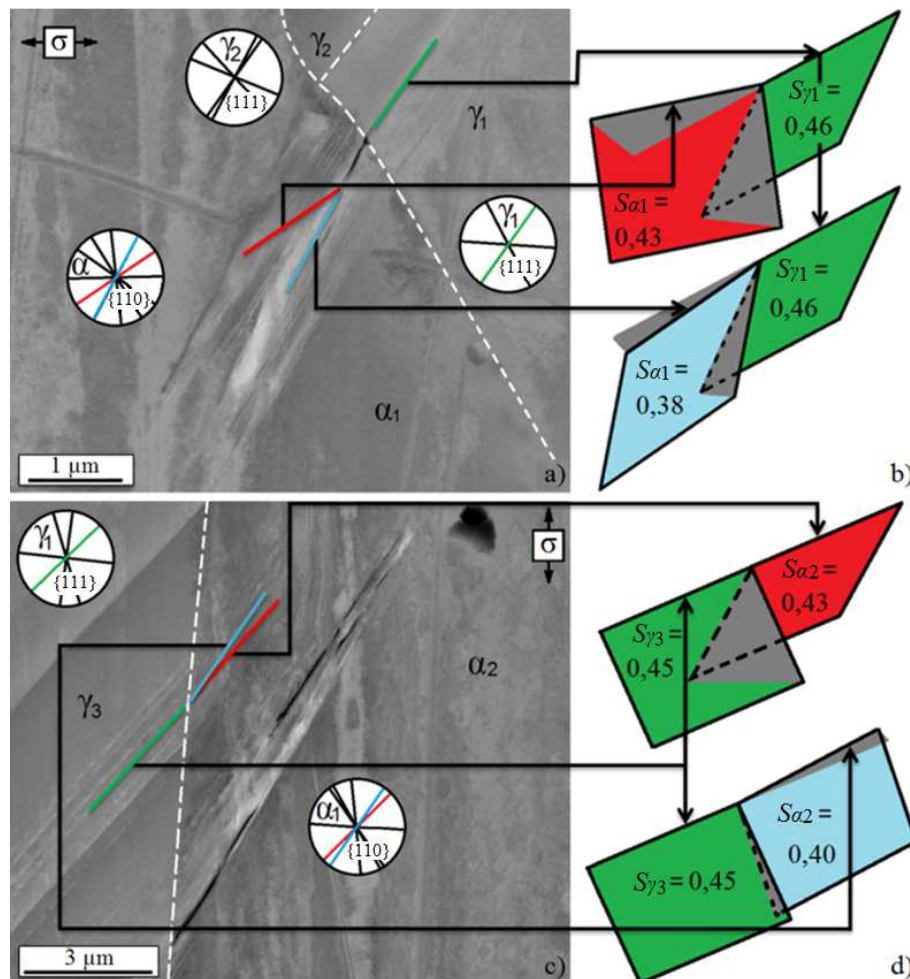 σ
γ₂
{111}
γ₂
γ₁
α
{110}
γ₁
{111}
α₁
1 µm
a)
Sγ1 =
0,46
Sα1 =
0,43
Sγ1 =
0,46
Sα1 =
0,38
b)
γ₁
{111}
σ
γ₃
α₂
α₁
{110}
3 µm
c)
Sα2 =
0,43
Sγ3 =
0,45
Sα2 =
0,40
Sγ3 = 0,45
d)